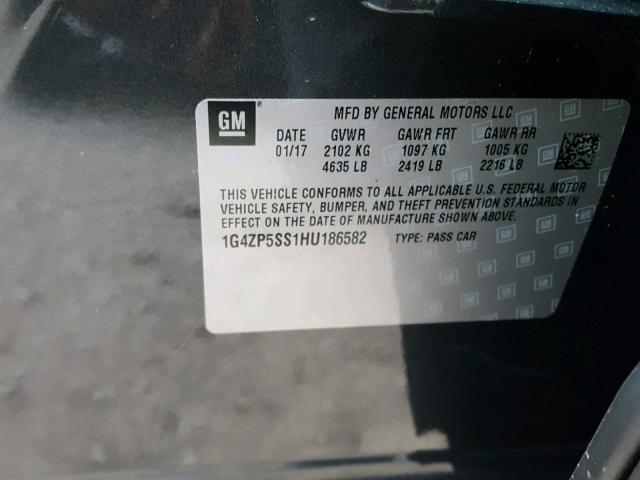 GM
MFD BY GENERAL MOTORS LLC
DATE GVWR GAWR FRT GAWR RR
01/17 2102 KG 1097 KG 1005 KG
4635 LB 2419 LB 2216 LB
THIS VEHICLE CONFORMS TO ALL APPLICABLE U.S. FEDERAL MOTOR
VEHICLE SAFETY, BUMPER, AND THEFT PREVENTION STANDARDS IN
EFFECT ON THE DATE OF MANUFACTURE SHOWN ABOVE.
1G4ZP5SS1HU186582 TYPE: PASS CAR